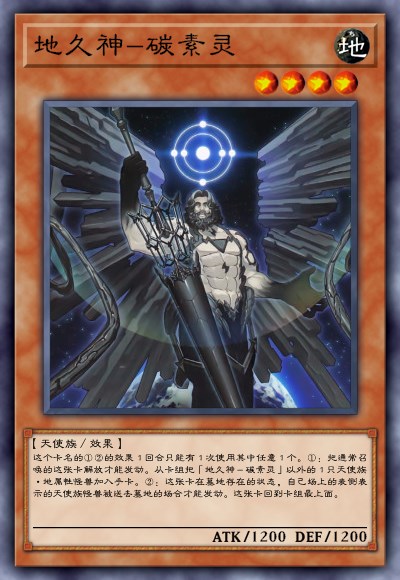 地久神－碳素灵
地
【天使族／效果】
这个卡名的①②的效果１回合只能有１次使用其中任意１个。①：把通常召
唤的这张卡解放才能发动。从卡组把「地久神－碳素灵」以外的１只天使族
·地属性怪兽加入手卡。②：这张卡在墓地存在的状态，自己场上的表侧表
示的天使族怪兽被送去墓地的场合才能发动。这张卡回到卡组最上面。
ATK/1200 DEF/1200